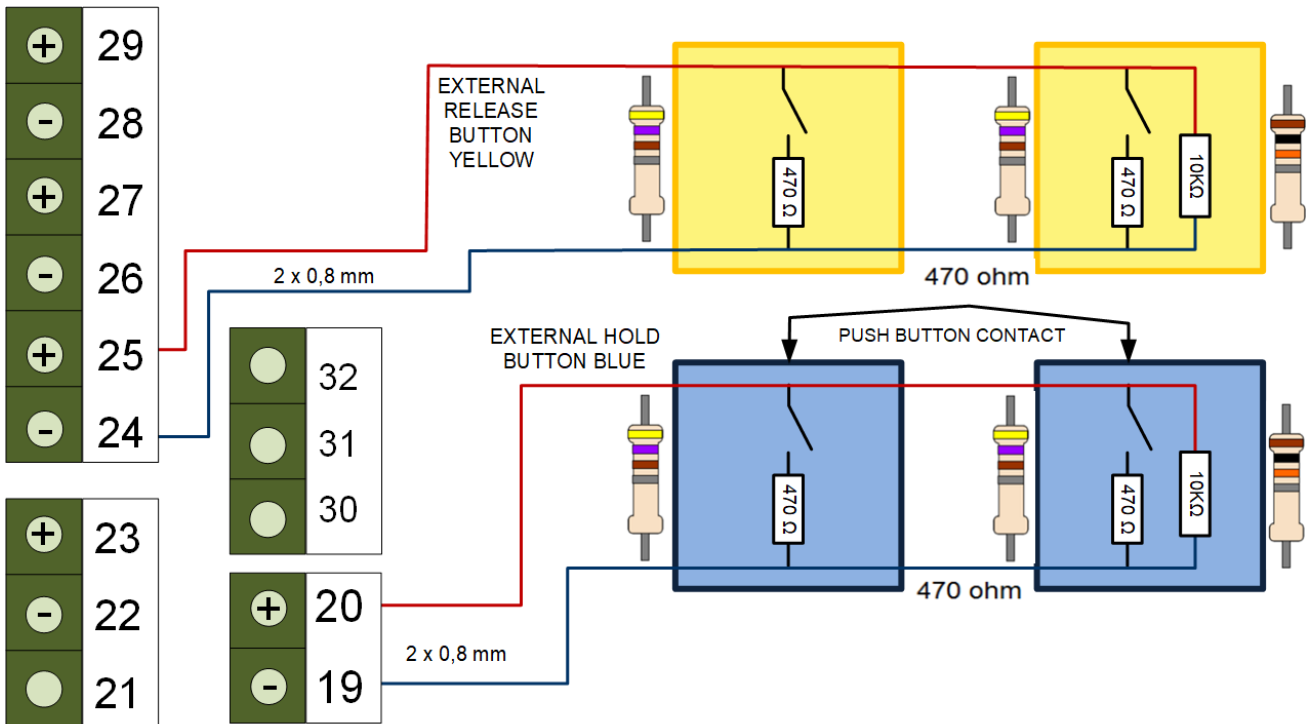 + 29
- 28
+ 27
- 26
+ 25
- 24
+ 23
- 22
21
32
31
30
+ 20
- 19
EXTERNAL
RELEASE
BUTTON
YELLOW
2 x 0,8 mm
470 Ω
470 Ω
10KΩ
470 ohm
EXTERNAL HOLD
BUTTON BLUE
PUSH BUTTON CONTACT
470 Ω
470 Ω
10KΩ
470 ohm
2 x 0,8 mm